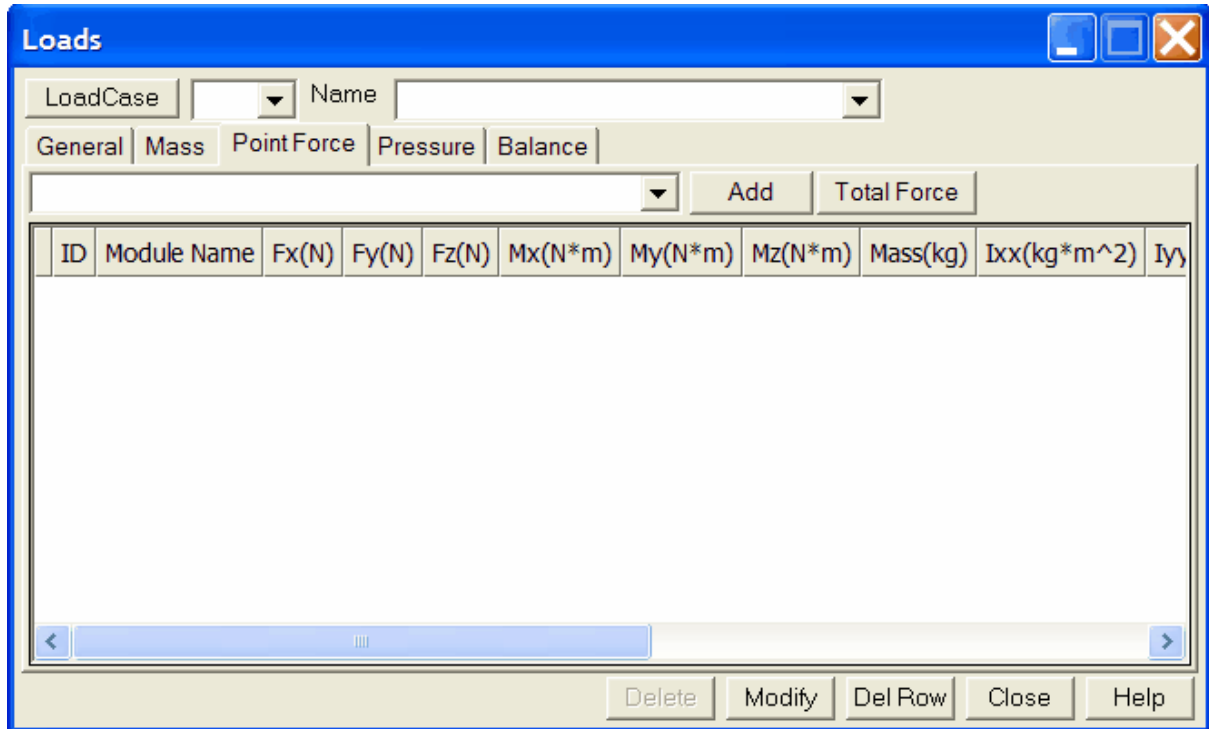 Loads
LoadCase Name
General Mass Point Force Pressure Balance
Add Total Force
ID Module Name Fx(N) Fy(N) Fz(N) Mx(N*m) My(N*m) Mz(N*m) Mass(kg) Ixx(kg*m^2) Iyy
Delete Modify Del Row Close Help